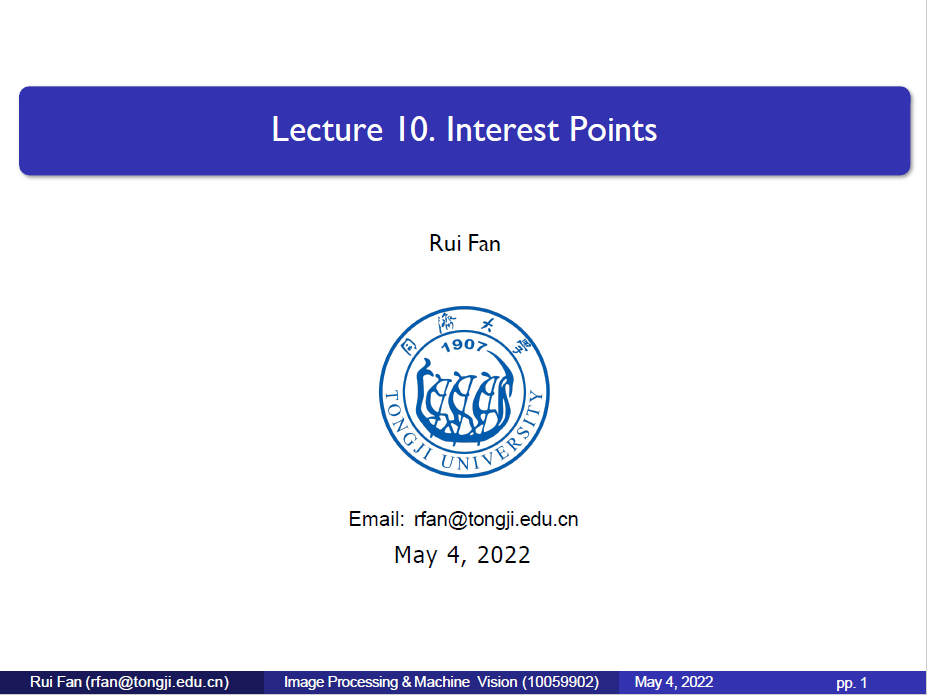 Lecture 10. Interest Points
Rui Fan
同濟大學
1907
TONGJI UNIVERSITY
Email: rfan@tongji.edu.cn
May 4, 2022
Rui Fan (rfan@tongji.edu.cn) Image Processing & Machine Vision (10059902) May 4, 2022 pp. 1